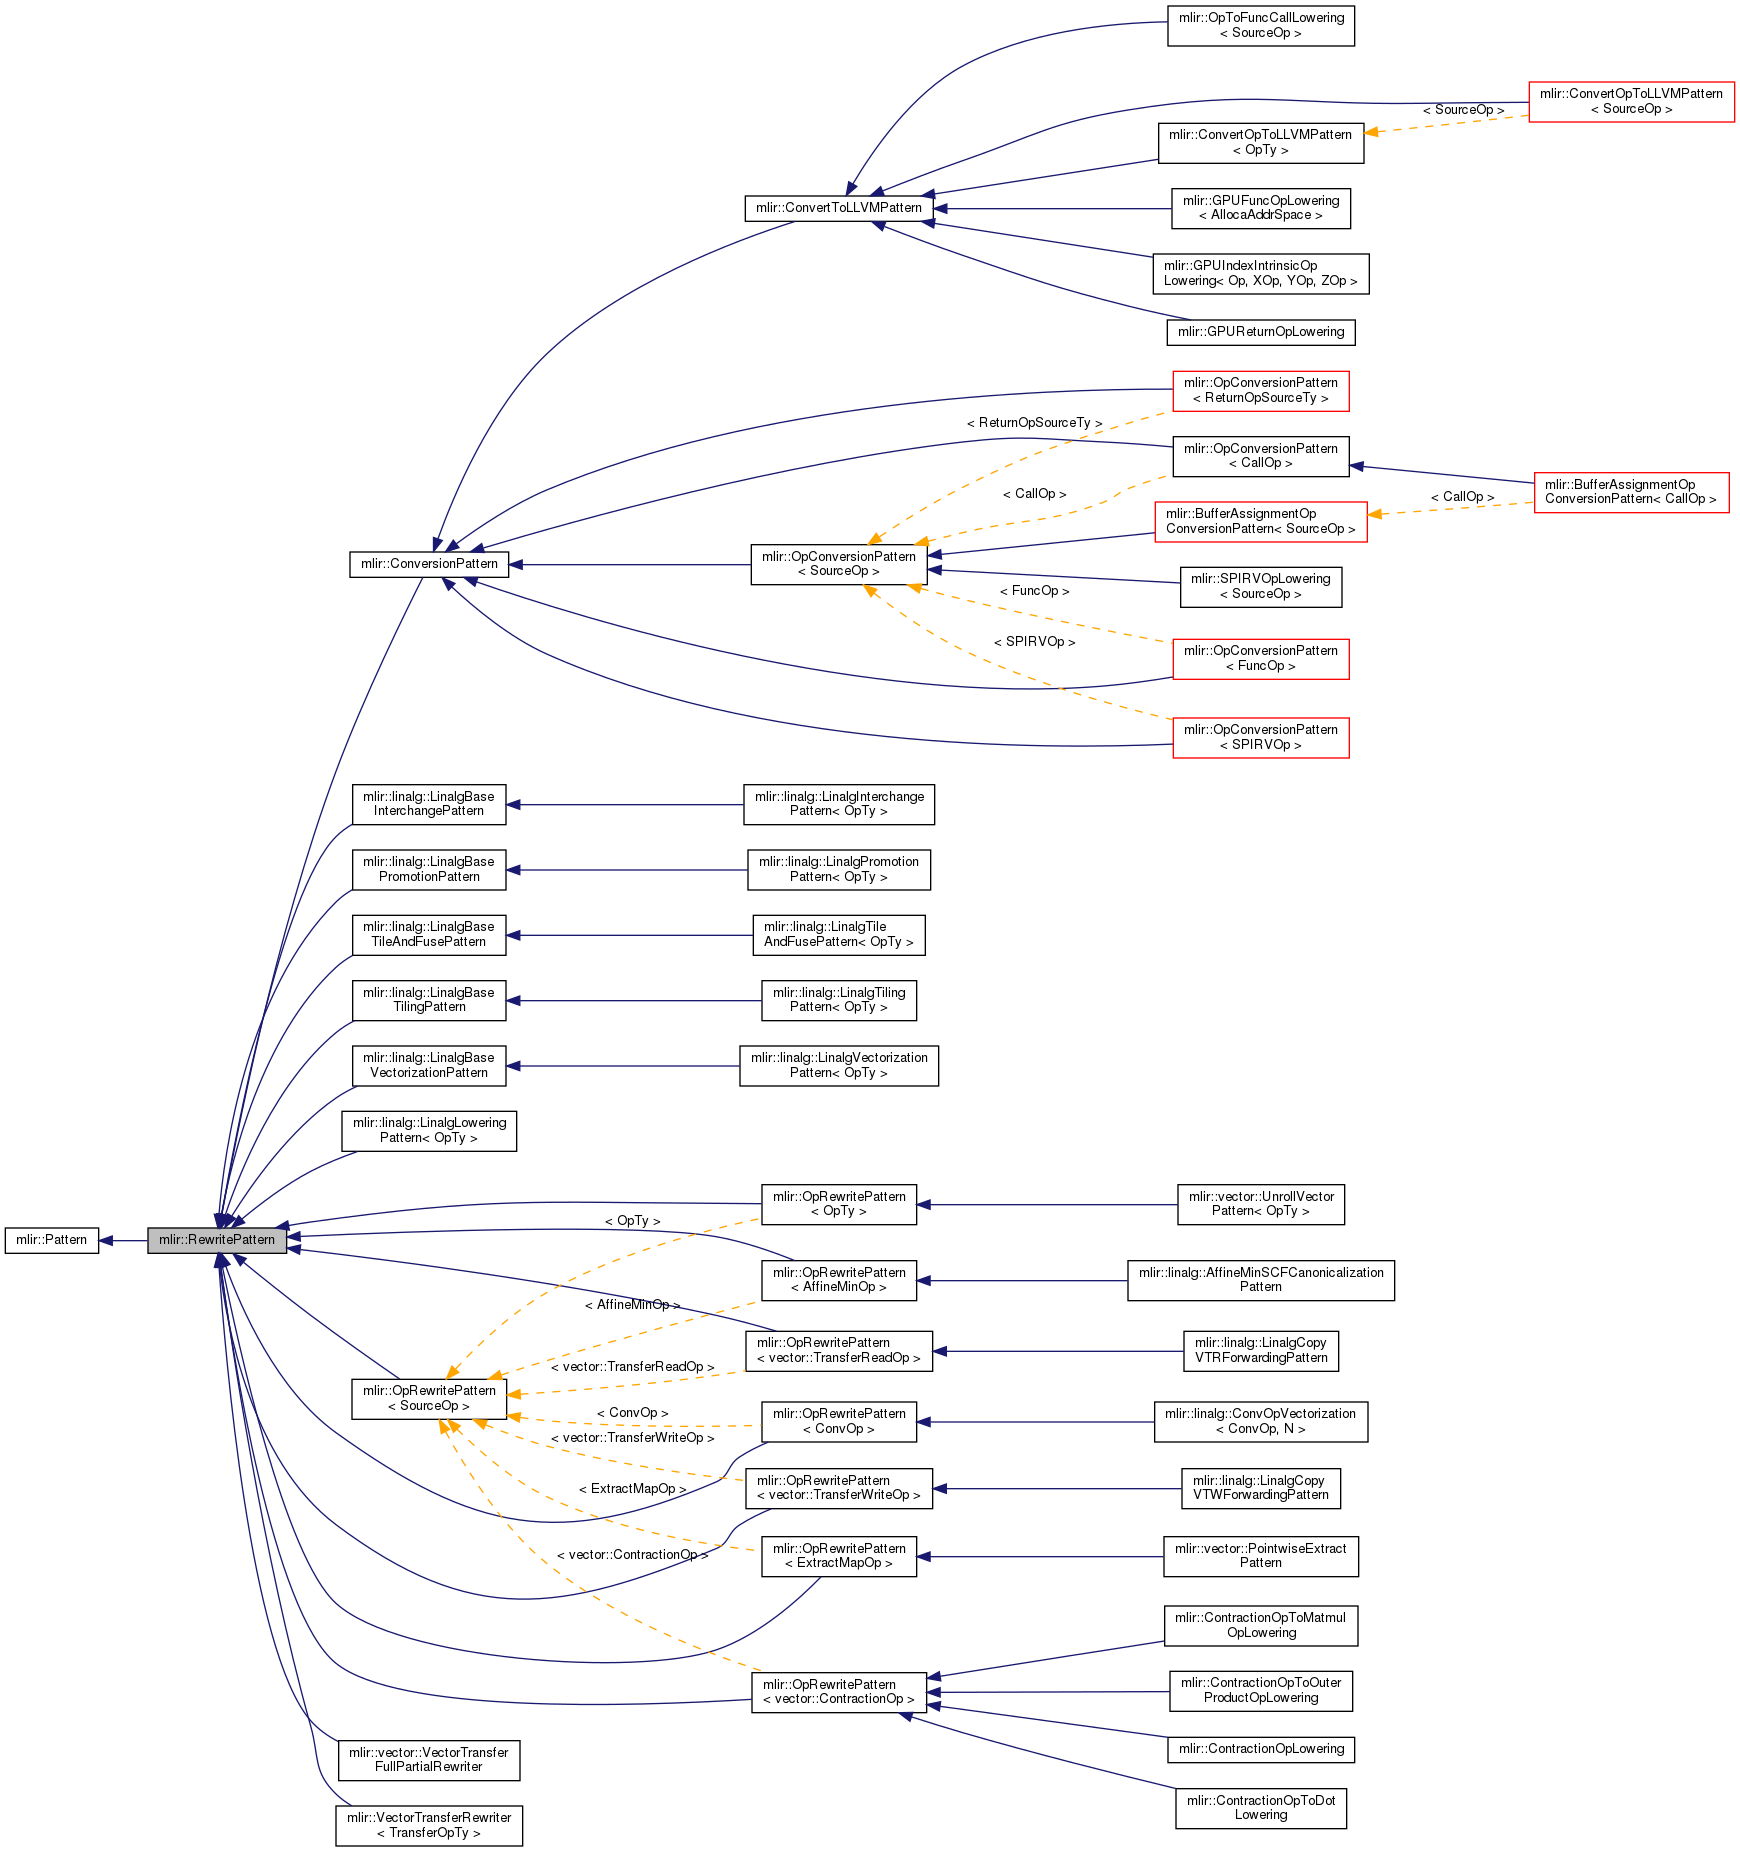 mlir::OpToFuncCallLowering
< SourceOp >
mlir::ConvertOpToLLVMPattern
< SourceOp >
< SourceOp >
mlir::ConvertOpToLLVMPattern
< OpTy >
mlir::ConvertToLLVMPattern
mlir::GPUFuncOpLowering
< AllocaAddrSpace >
mlir::GPUIndexIntrinsicOp
Lowering< Op, XOp, YOp, ZOp >
mlir::GPUReturnOpLowering
mlir::OpConversionPattern
< ReturnOpSourceTy >
< ReturnOpSourceTy >
mlir::OpConversionPattern
< CallOp >
< CallOp >
mlir::BufferAssignmentOp
ConversionPattern< CallOp >
< CallOp >
mlir::BufferAssignmentOp
ConversionPattern< SourceOp >
mlir::ConversionPattern
mlir::OpConversionPattern
< SourceOp >
mlir::SPIRVOpLowering
< SourceOp >
< FuncOp >
mlir::OpConversionPattern
< FuncOp >
< SPIRVOp >
mlir::OpConversionPattern
< SPIRVOp >
mlir::linalg::LinalgBase
InterchangePattern
mlir::linalg::LinalgInterchange
Pattern< OpTy >
mlir::linalg::LinalgBase
PromotionPattern
mlir::linalg::LinalgPromotion
Pattern< OpTy >
mlir::linalg::LinalgBase
TileAndFusePattern
mlir::linalg::LinalgTile
AndFusePattern< OpTy >
mlir::linalg::LinalgBase
TilingPattern
mlir::linalg::LinalgTiling
Pattern< OpTy >
mlir::linalg::LinalgBase
VectorizationPattern
mlir::linalg::LinalgVectorization
Pattern< OpTy >
mlir::linalg::LinalgLowering
Pattern< OpTy >
mlir::Pattern
mlir::RewritePattern
mlir::OpRewritePattern
< OpTy >
< OpTy >
mlir::vector::UnrollVector
Pattern< OpTy >
mlir::OpRewritePattern
< AffineMinOp >
< AffineMinOp >
mlir::linalg::AffineMinSCFCanonicalization
Pattern
mlir::OpRewritePattern
< vector::TransferReadOp >
< vector::TransferReadOp >
mlir::linalg::LinalgCopy
VTRForwardingPattern
mlir::OpRewritePattern
< SourceOp >
< ConvOp >
mlir::OpRewritePattern
< ConvOp >
mlir::linalg::ConvOpVectorization
< ConvOp, N >
< vector::TransferWriteOp >
mlir::OpRewritePattern
< vector::TransferWriteOp >
mlir::linalg::LinalgCopy
VTWForwardingPattern
< ExtractMapOp >
mlir::OpRewritePattern
< ExtractMapOp >
mlir::vector::PointwiseExtract
Pattern
< vector::ContractionOp >
mlir::OpRewritePattern
< vector::ContractionOp >
mlir::ContractionOpToMatmul
OpLowering
mlir::ContractionOpToOuter
ProductOpLowering
mlir::ContractionOpLowering
mlir::ContractionOpToDot
Lowering
mlir::vector::VectorTransfer
FullPartialRewriter
mlir::VectorTransferRewriter
< TransferOpTy >